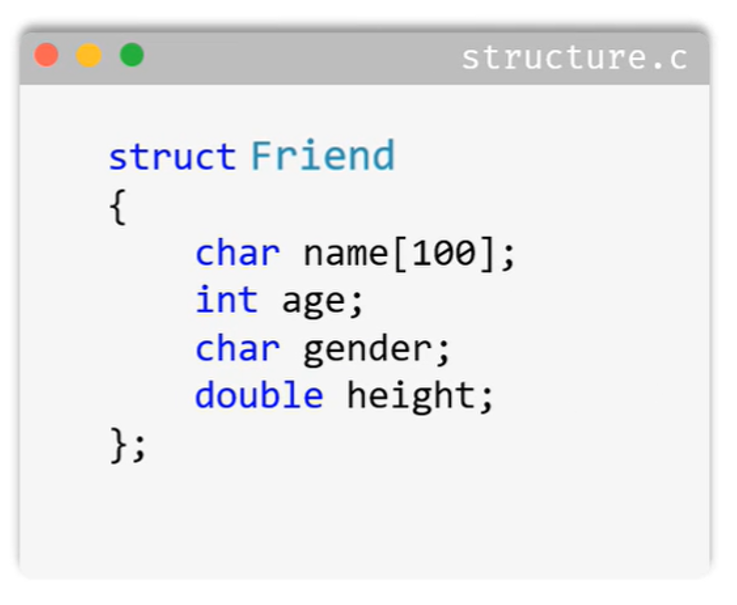 structure.c
struct Friend
{
char name[100];
int age;
char gender;
double height;
};